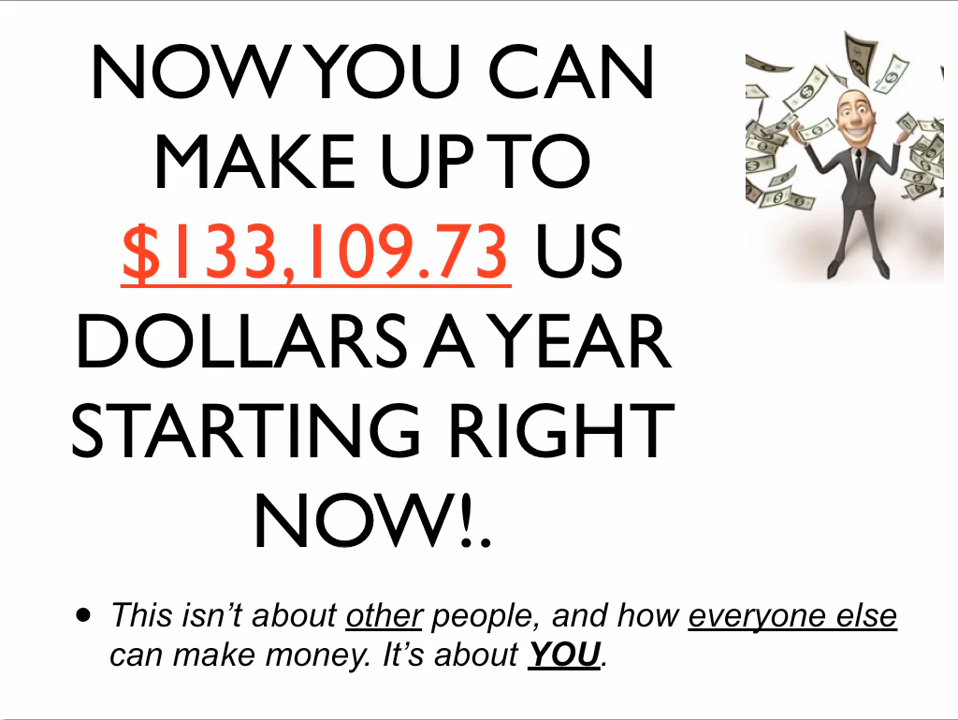 NOW YOU CAN
MAKE UP TO
$133,109.73 US
DOLLARS A YEAR
STARTING RIGHT
NOW!.
• This isn't about other people, and how everyone else
can make money. It's about YOU.